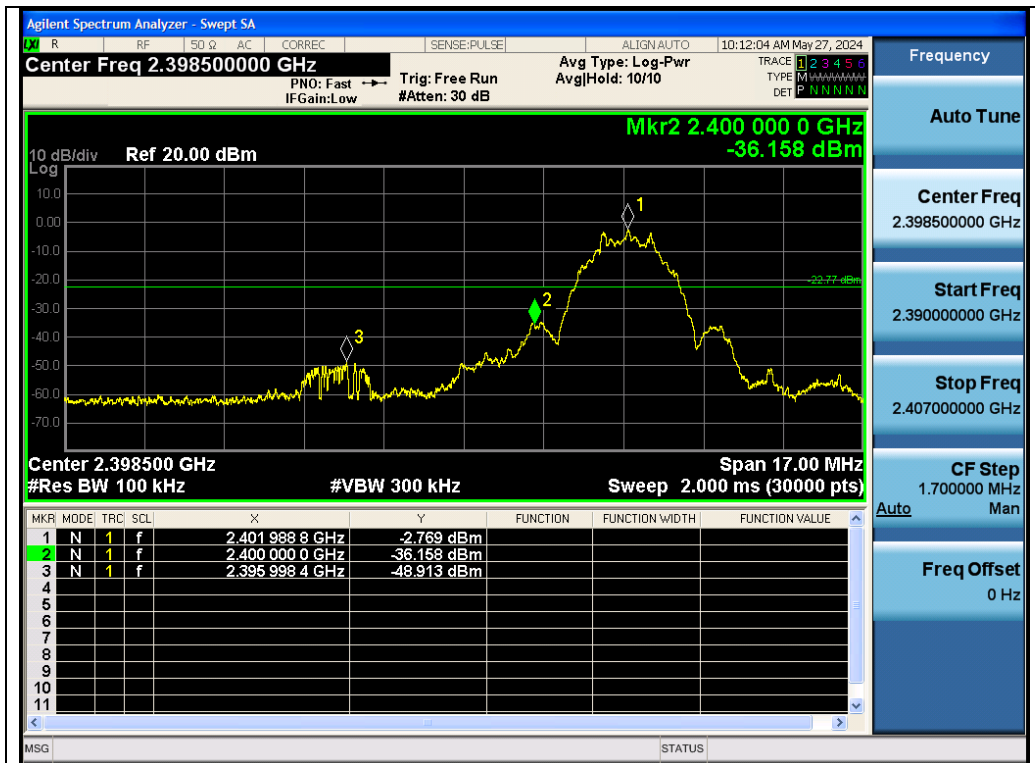 Agilent Spectrum Analyzer - Swept SA
LXI R RF 50 Ω AC CORREC SENSE:PULSE ALIGN AUTO 10:12:04 AM May 27, 2024
Center Freq 2.398500000 GHz
PNO: Fast
IFGain:Low
Trig: Free Run
#Atten: 30 dB
Avg Type: Log-Pwr
Avg|Hold: 10/10
TRACE 1 2 3 4 5 6
TYPE M WWWWW
DET P N N N N N
Mkr2 2.400 000 0 GHz
-36.158 dBm
10 dB/div Ref 20.00 dBm
Log
10.0
0.00
-10.0
-20.0
-30.0
-40.0
-50.0
-60.0
-70.0
1
2
3
-22.77 dBm
Center 2.398500 GHz Span 17.00 MHz
#Res BW 100 kHz #VBW 300 kHz Sweep 2.000 ms (30000 pts)
MKR MODE TRC SCL X Y FUNCTION FUNCTION WIDTH FUNCTION VALUE
1 N 1 f 2.401 988 8 GHz -2.769 dBm
2 N 1 f 2.400 000 0 GHz -36.158 dBm
3 N 1 f 2.395 998 4 GHz -48.913 dBm
4
5
6
7
8
9
10
11
MSG STATUS
Frequency
Auto Tune
Center Freq
2.398500000 GHz
Start Freq
2.390000000 GHz
Stop Freq
2.407000000 GHz
CF Step
1.700000 MHz
Auto Man
Freq Offset
0 Hz